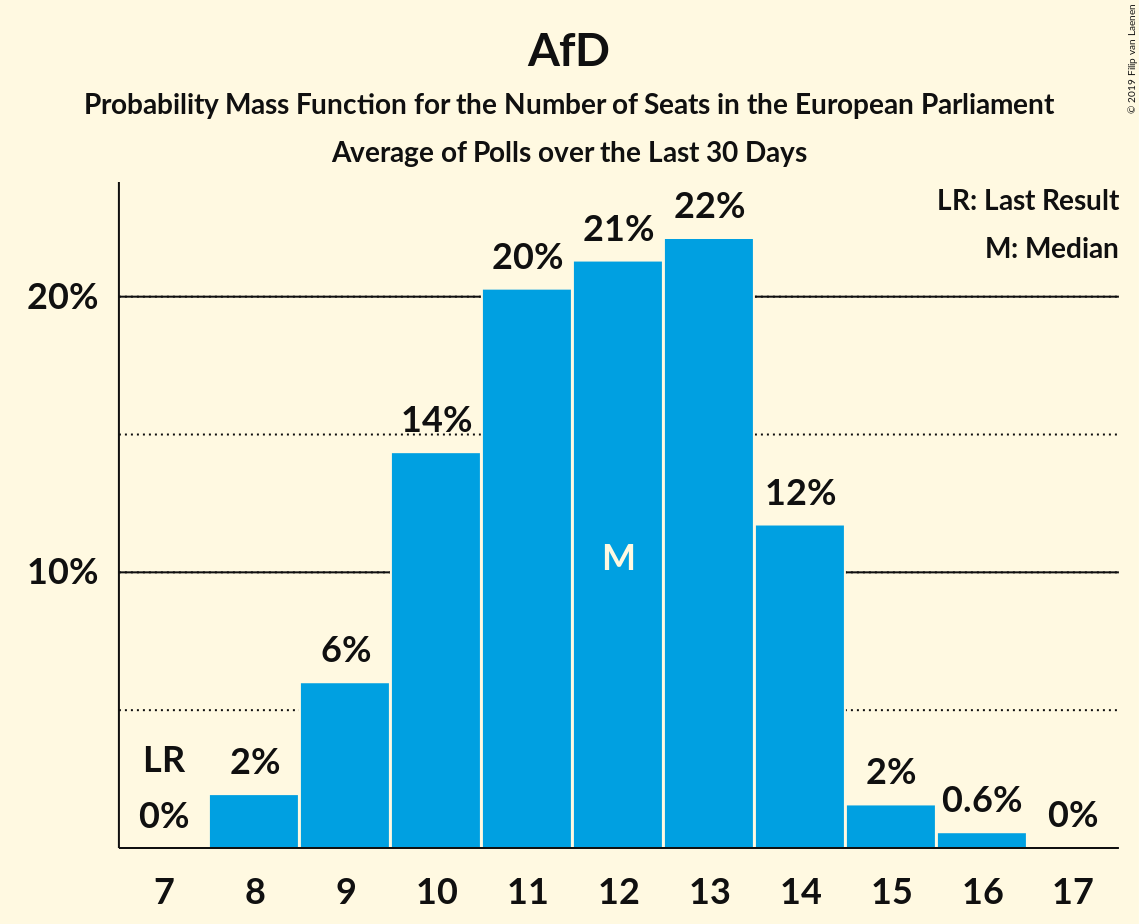 AfD
Probability Mass Function for the Number of Seats in the European Parliament
Average of Polls over the Last 30 Days
© 2019 Filip van Laenen
LR: Last Result
M: Median
20%
10%
LR
0%
2%
6%
14%
20%
21%
22%
12%
2%
0.6%
0%
M
7 8 9 10 11 12 13 14 15 16 17